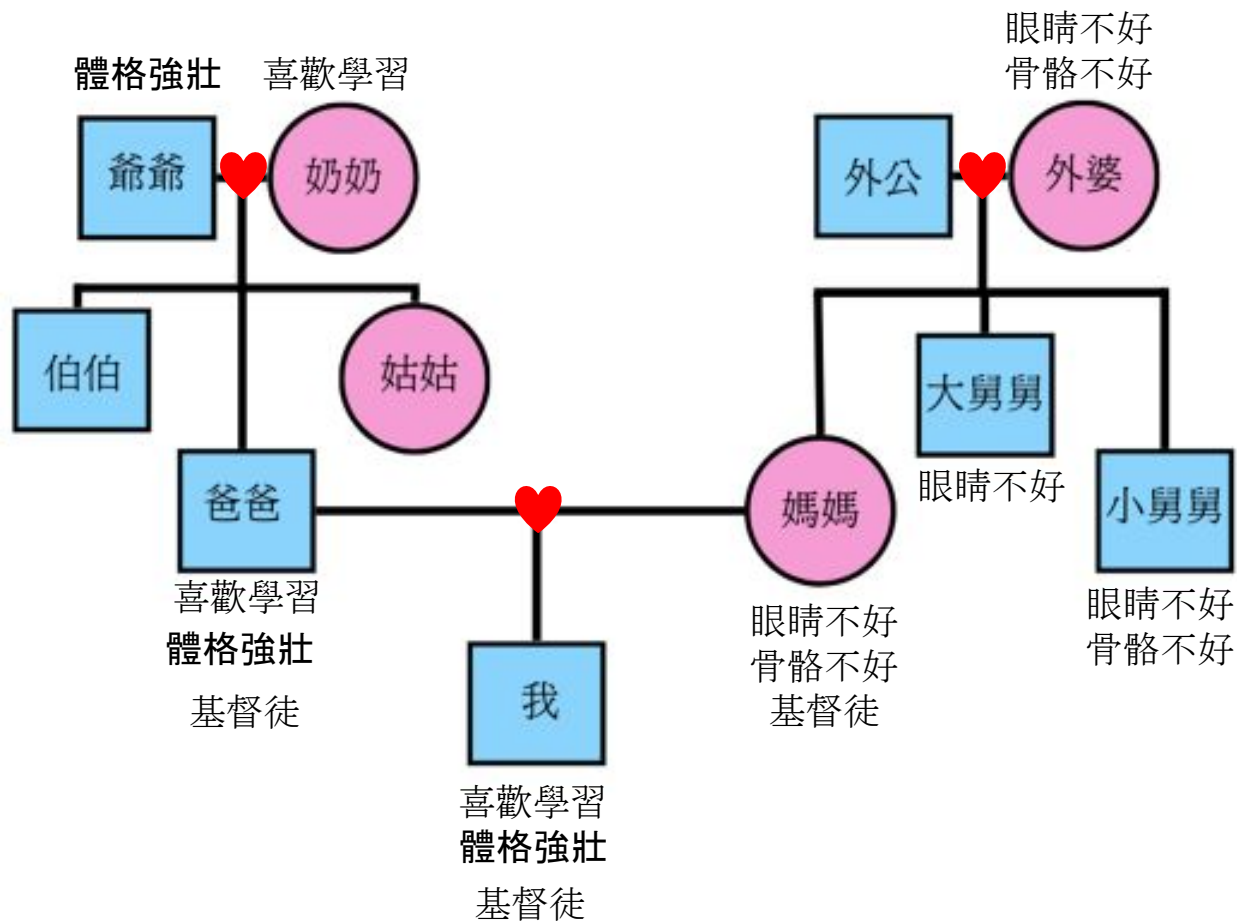 體格強壯
喜歡學習
眼睛不好
骨骼不好
爺爺
奶奶
外公
外婆
伯伯
姑姑
大舅舅
眼睛不好
爸爸
喜歡學習
體格強壯
基督徒
媽媽
眼睛不好
骨骼不好
基督徒
小舅舅
眼睛不好
骨骼不好
我
喜歡學習
體格強壯
基督徒